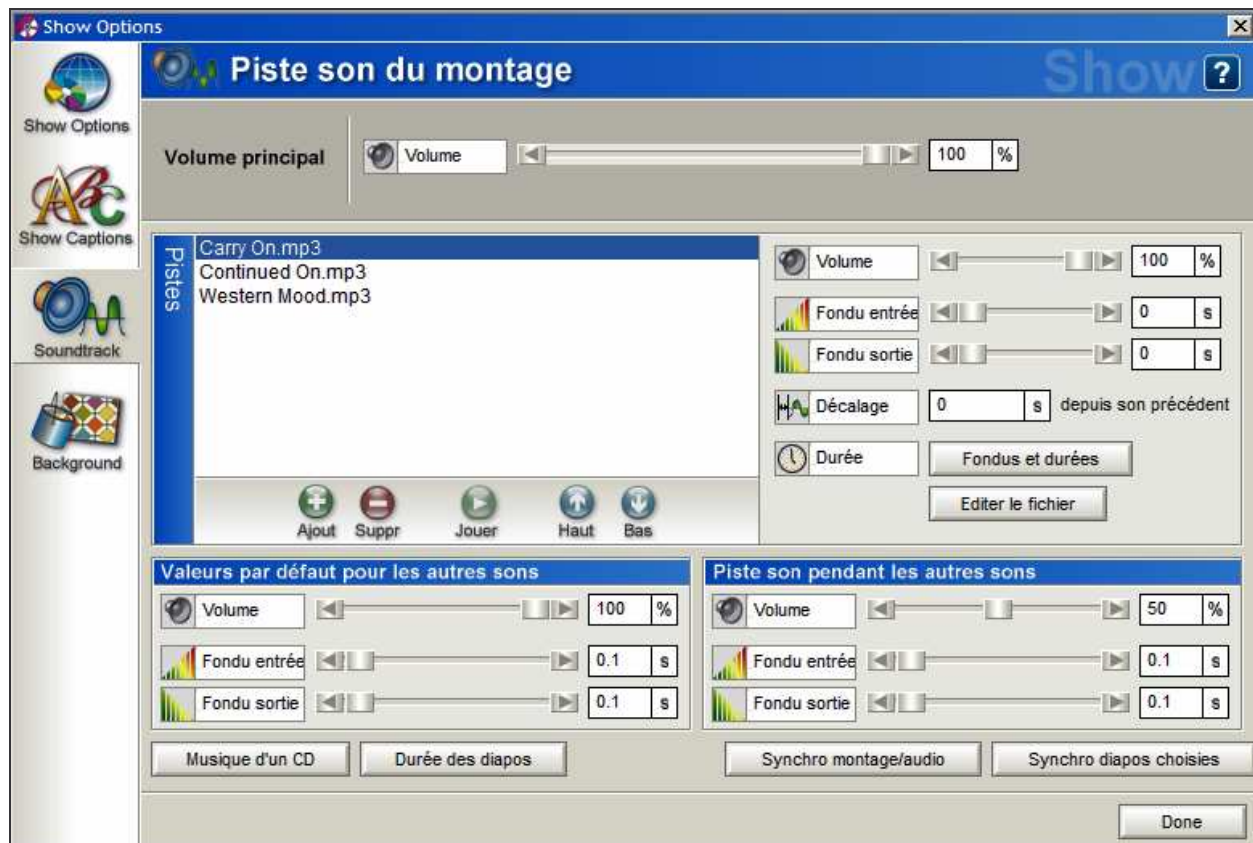 Show Options
Piste son du montage
Show
?
Show Options
Show Captions
Soundtrack
Background
Volume principal
Volume
100 %
Pistes
Carry On.mp3
Continued On.mp3
Western Mood.mp3
Ajout
Suppr
Jouer
Haut
Bas
Volume
100 %
Fondu entrée
0 s
Fondu sortie
0 s
Décalage
0 s depuis son précédent
Durée
Fondus et durées
Editer le fichier
Valeurs par défaut pour les autres sons
Volume
100 %
Fondu entrée
0.1 s
Fondu sortie
0.1 s
Piste son pendant les autres sons
Volume
50 %
Fondu entrée
0.1 s
Fondu sortie
0.1 s
Musique d'un CD
Durée des diapos
Synchro montage/audio
Synchro diapos choisies
Done